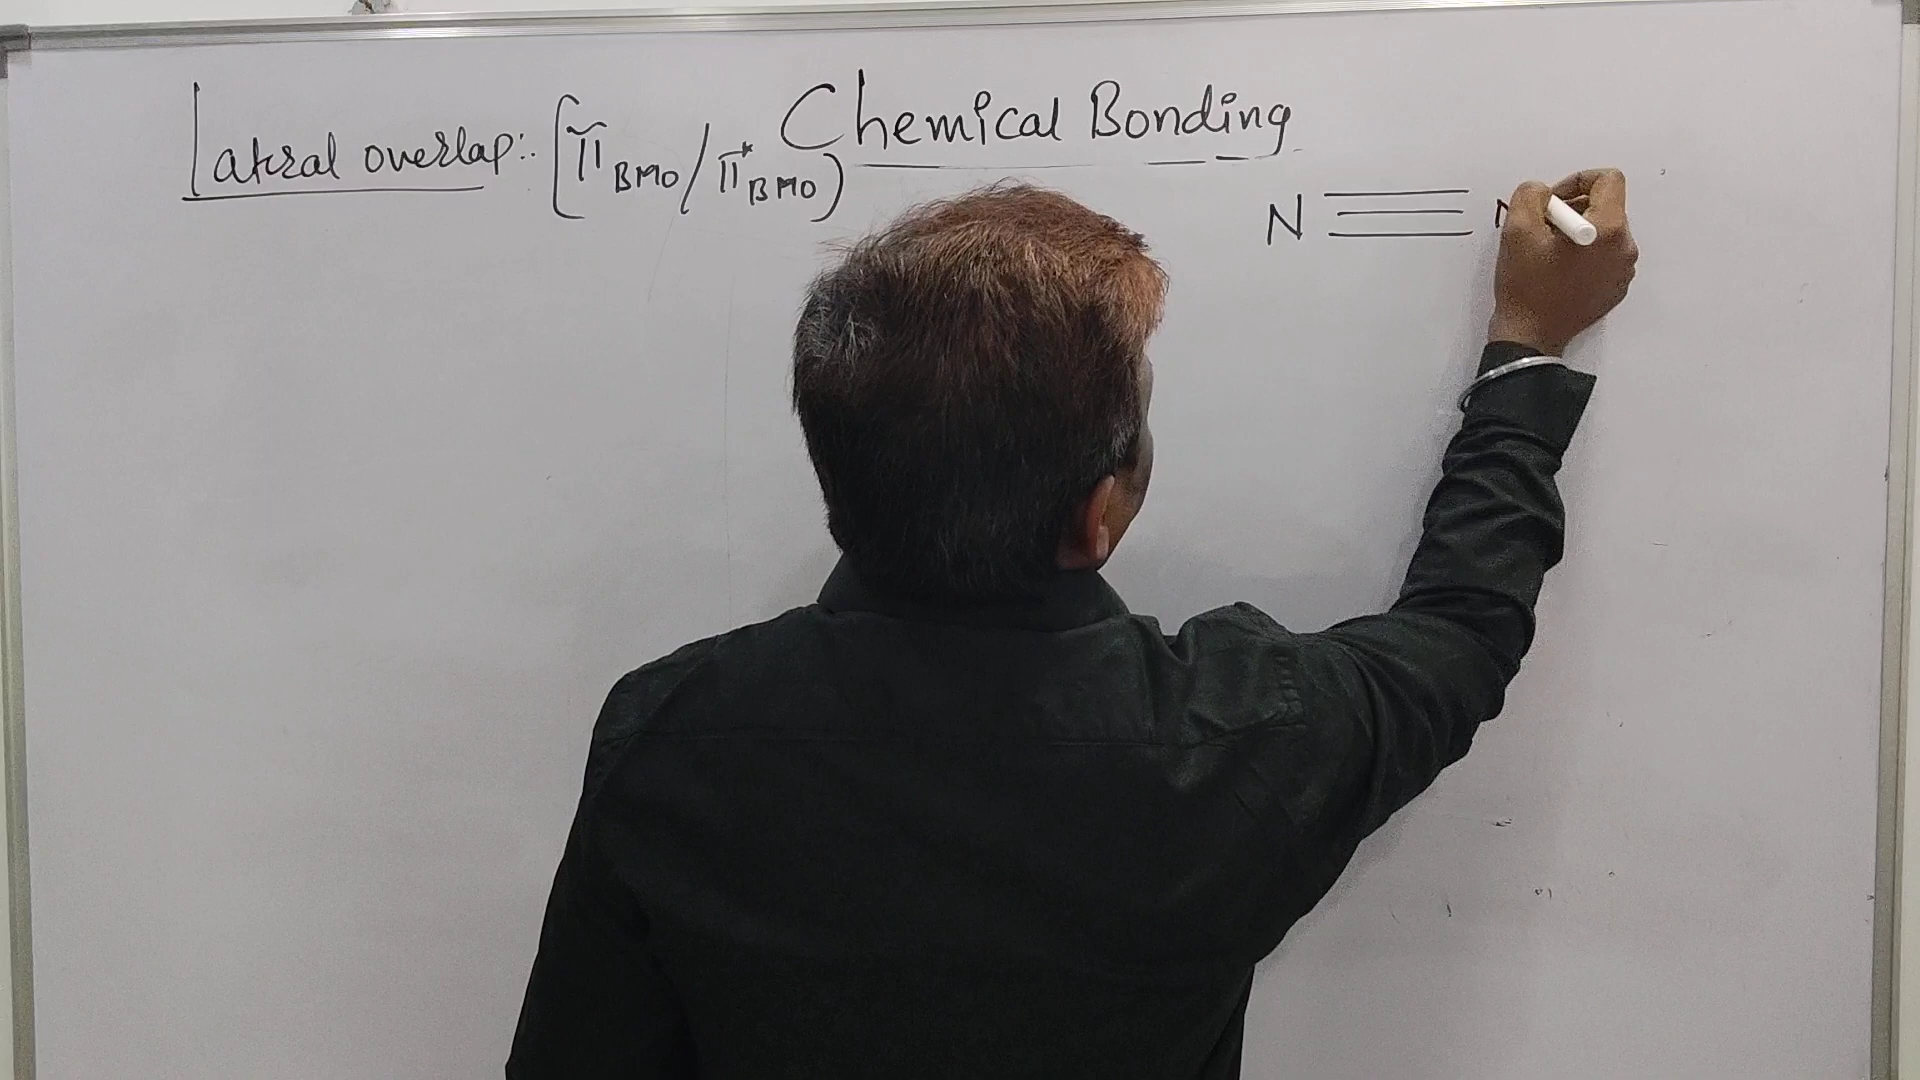 Chemical Bonding
Lateral overlap:. [π BMO / π* BMO)
N ≡ N